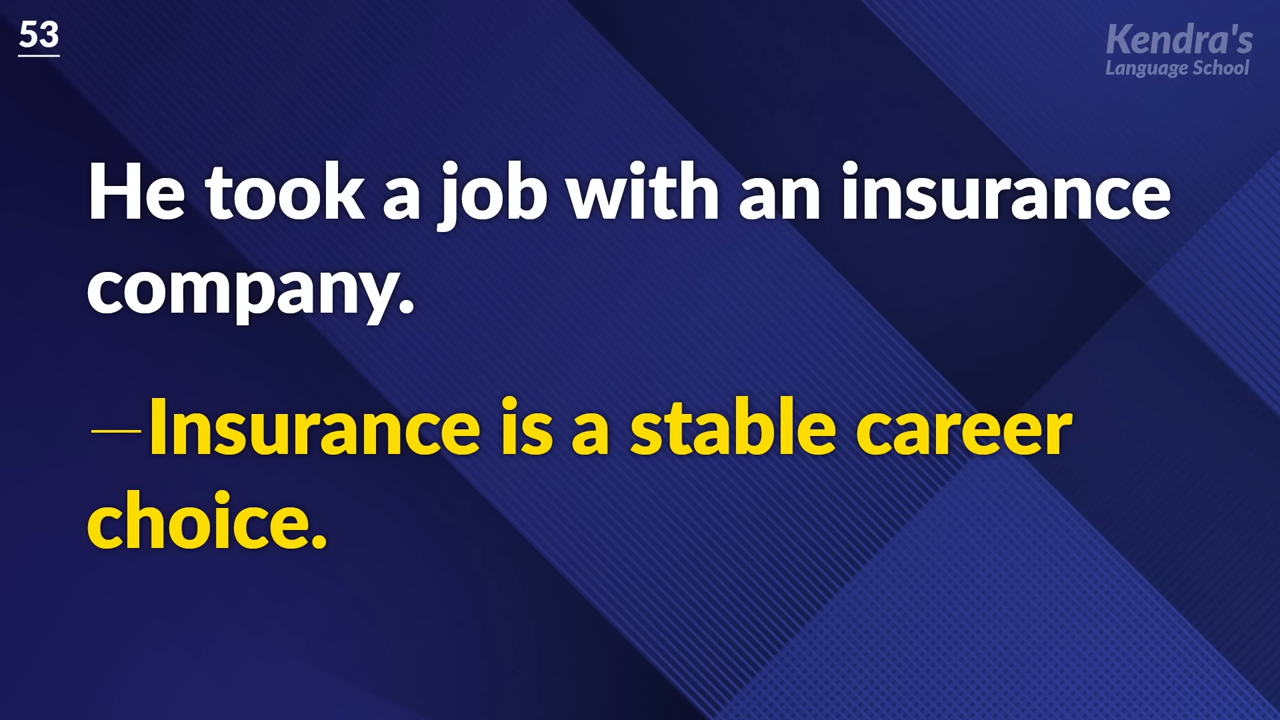 53
Kendra's
Language School
He took a job with an insurance
company.
—Insurance is a stable career
choice.